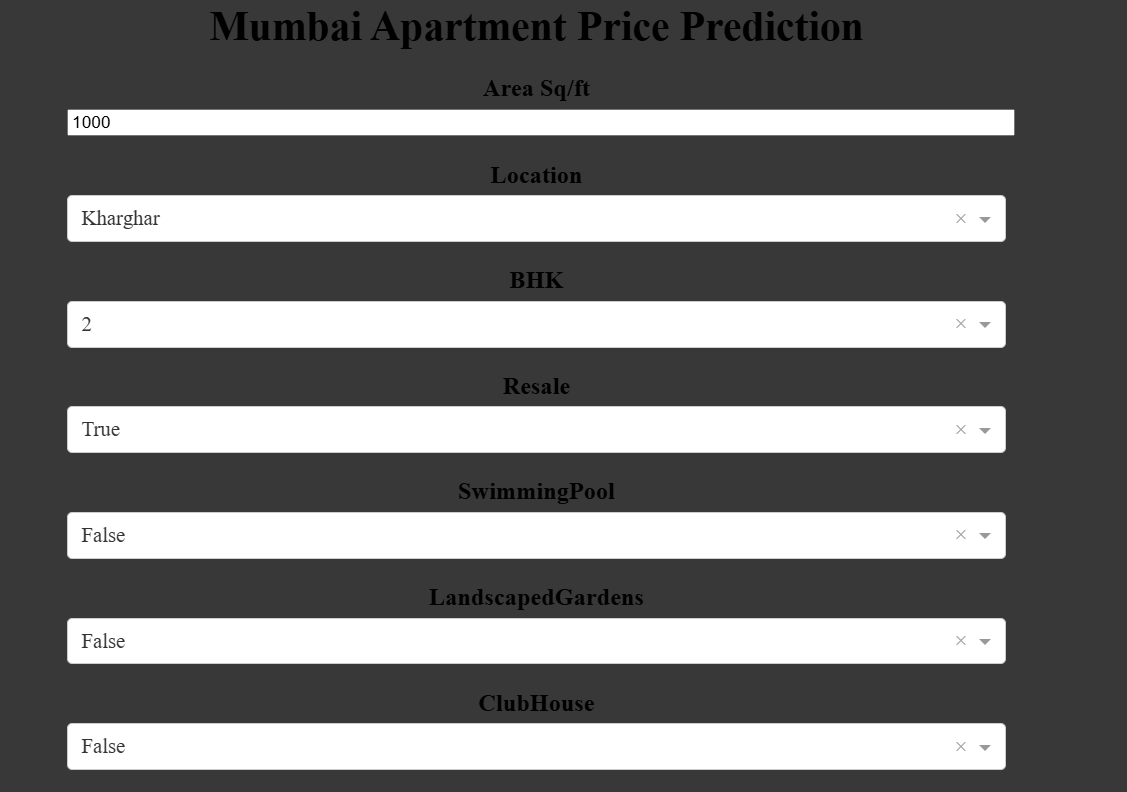 Mumbai Apartment Price Prediction
Area Sq/ft
1000
Location
Kharghar
BHK
2
Resale
True
SwimmingPool
False
LandscapedGardens
False
ClubHouse
False